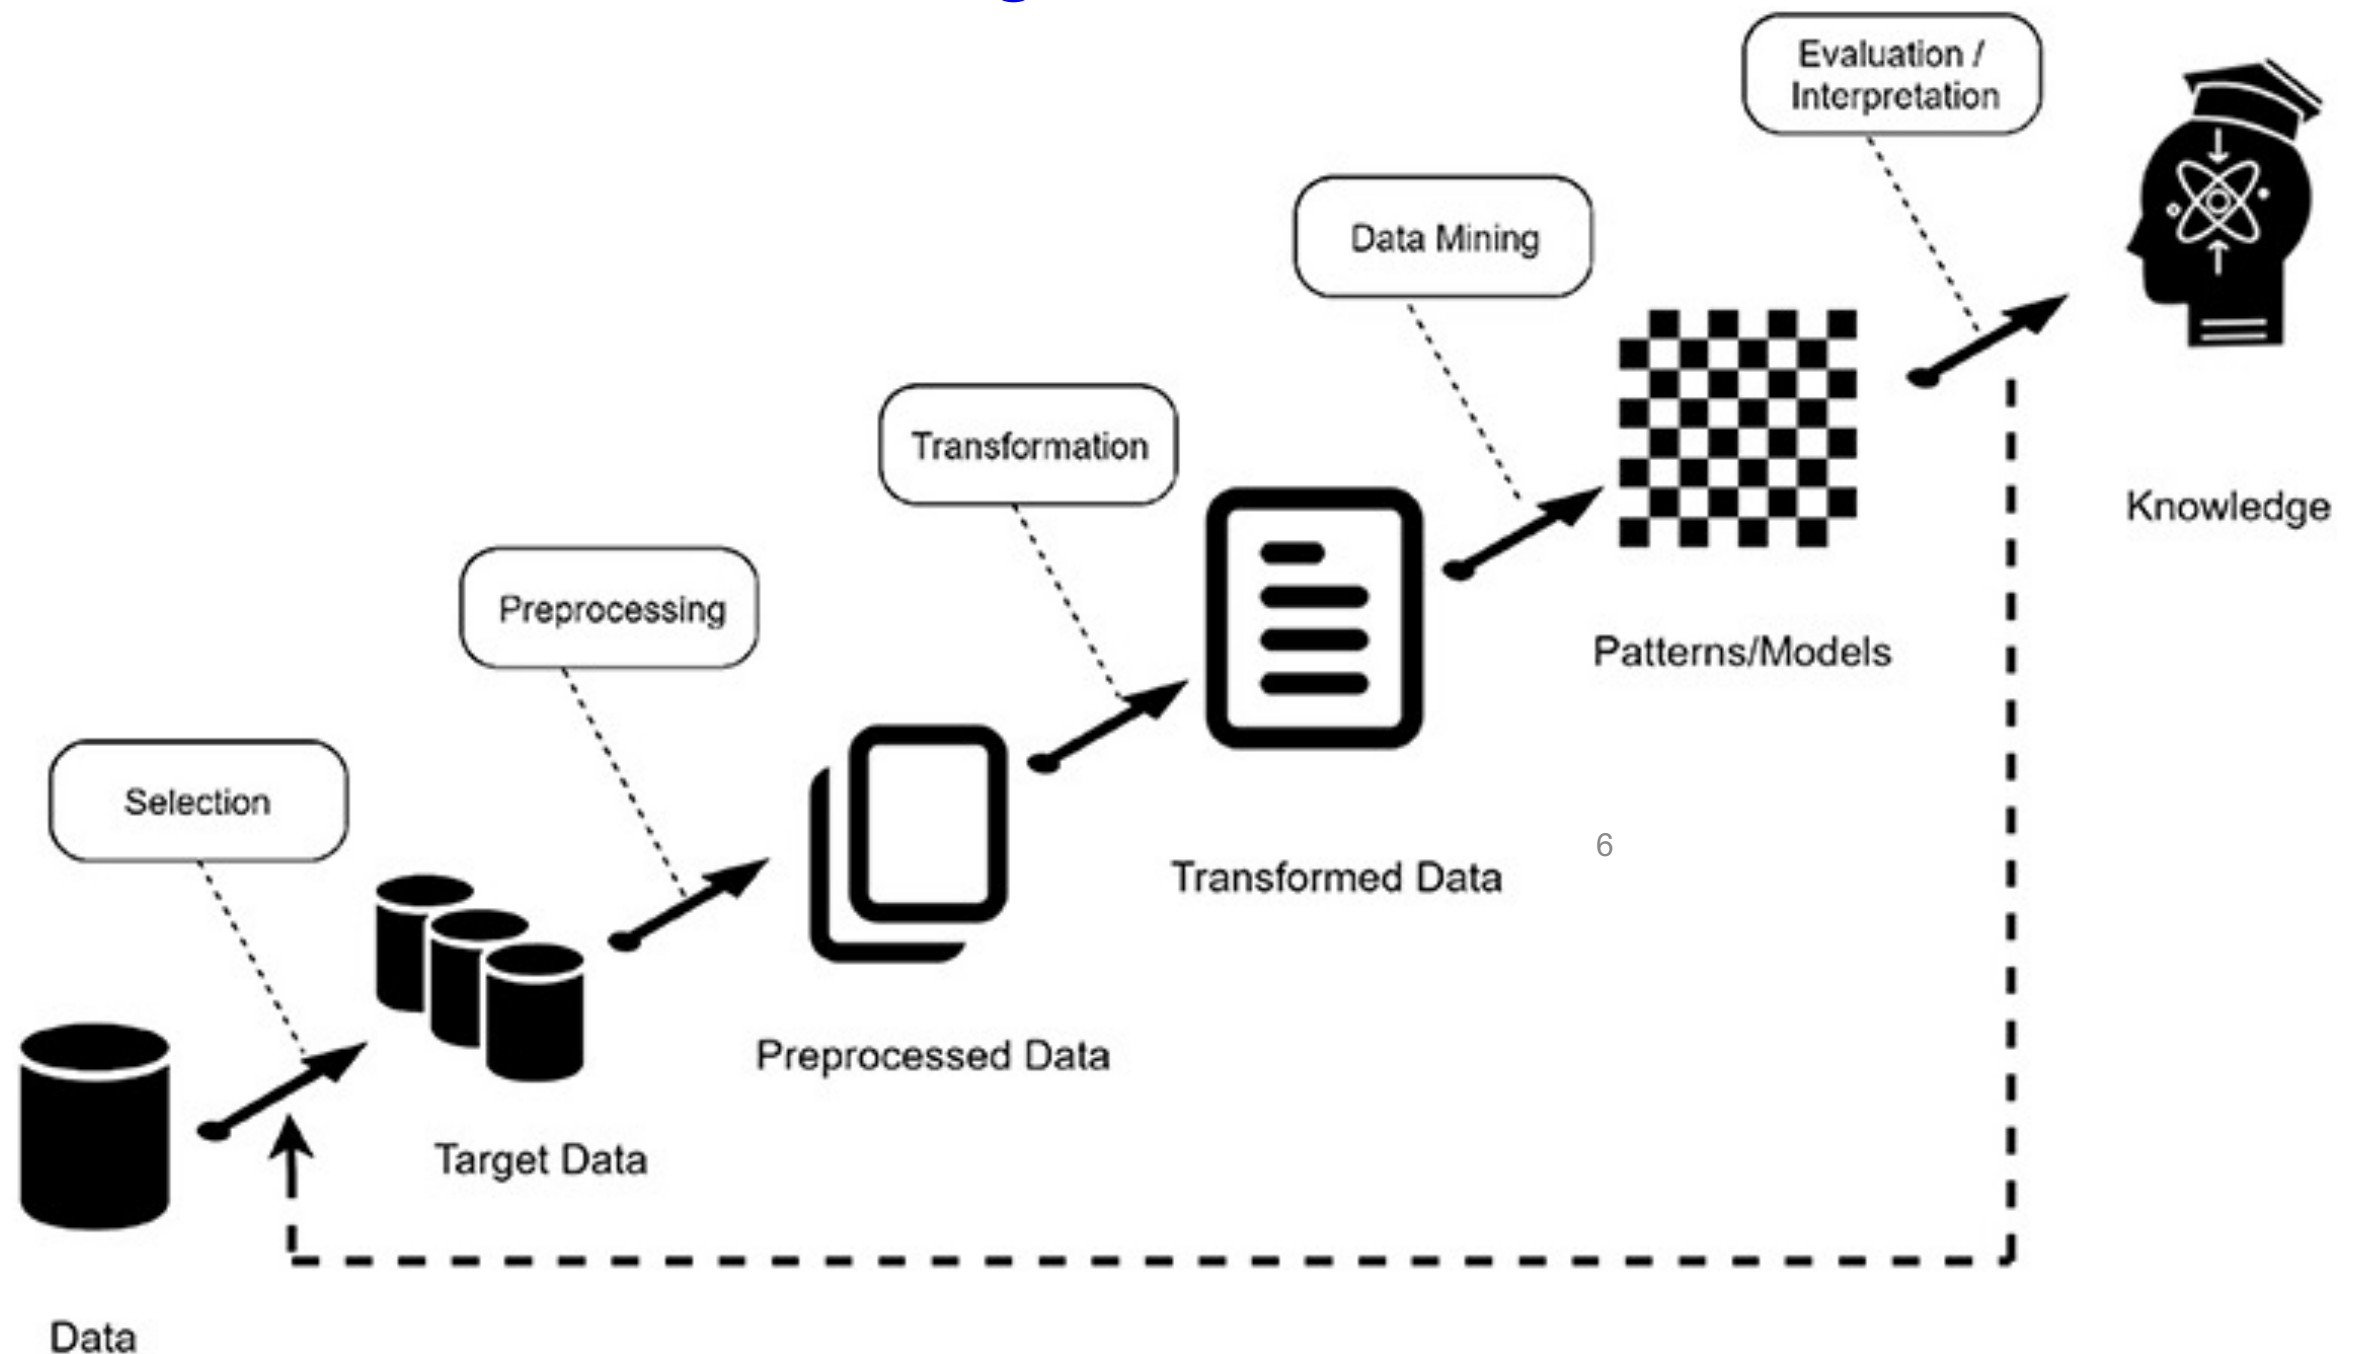 Evaluation /
Interpretation
Data Mining
Transformation
Knowledge
Preprocessing
Patterns/Models
Selection
6
Transformed Data
Preprocessed Data
Target Data
Data